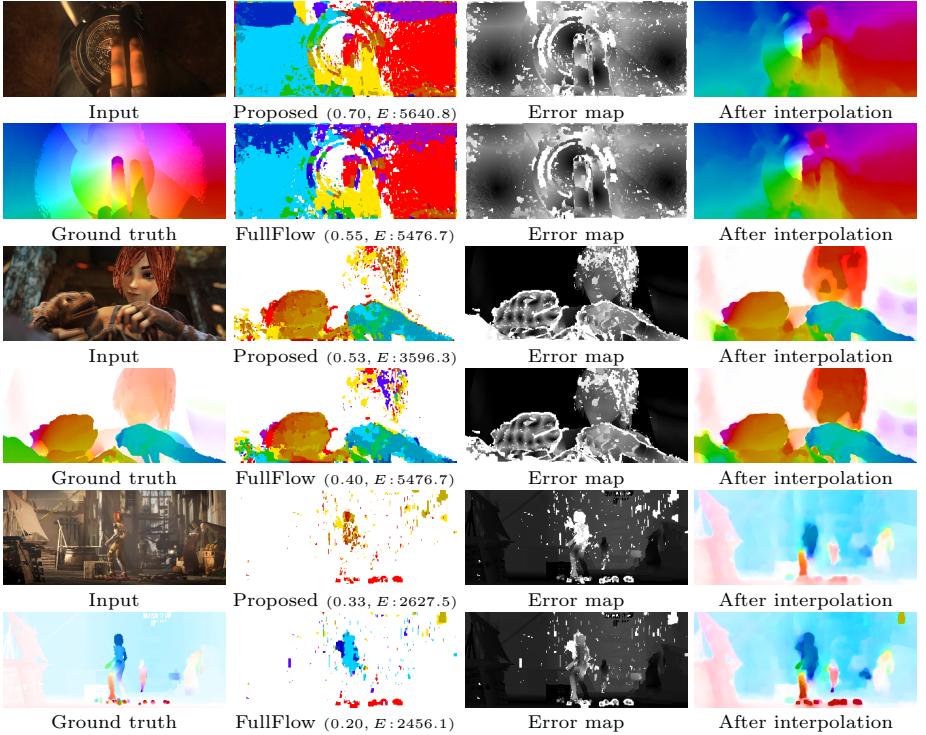 Input Proposed (0.70, E:5640.8) Error map After interpolation
Ground truth FullFlow (0.55, E:5476.7) Error map After interpolation
Input Proposed (0.53, E:3596.3) Error map After interpolation
Ground truth FullFlow (0.40, E:5476.7) Error map After interpolation
Input Proposed (0.33, E:2627.5) Error map After interpolation
Ground truth FullFlow (0.20, E:2456.1) Error map After interpolation